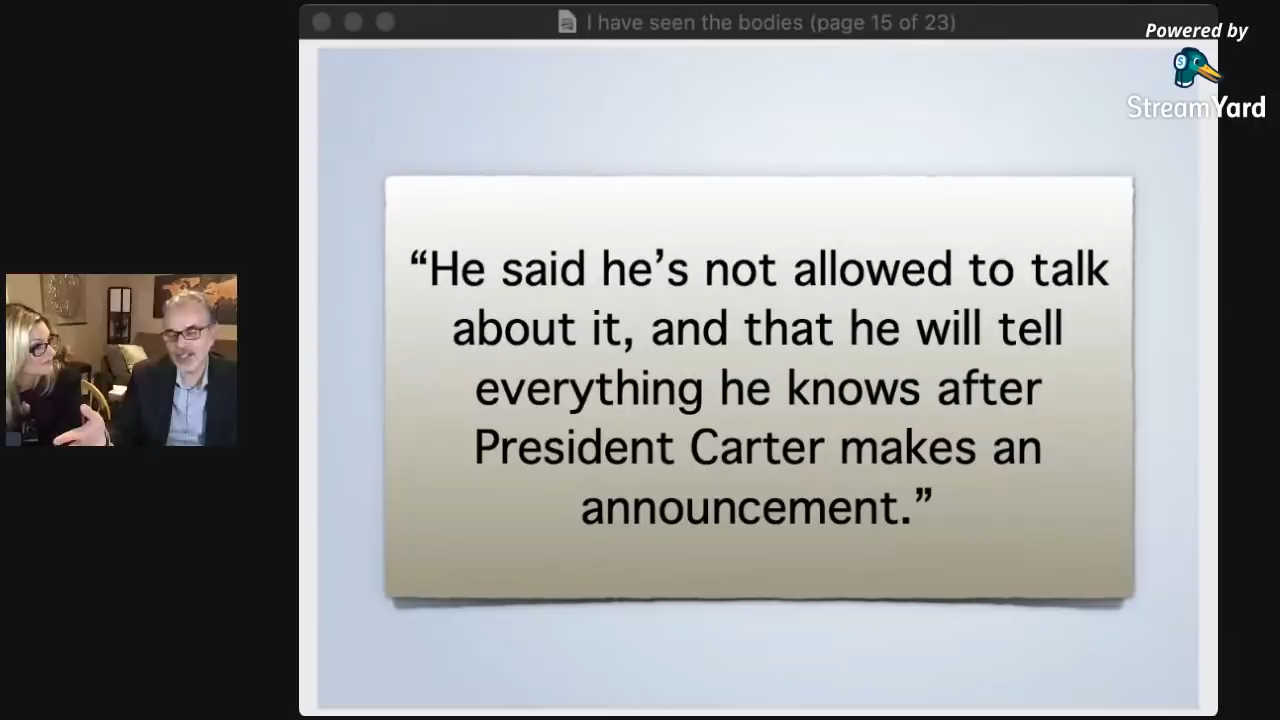 I have seen the bodies (page 15 of 23)
Powered by
StreamYard
“He said he’s not allowed to talk
about it, and that he will tell
everything he knows after
President Carter makes an
announcement.”